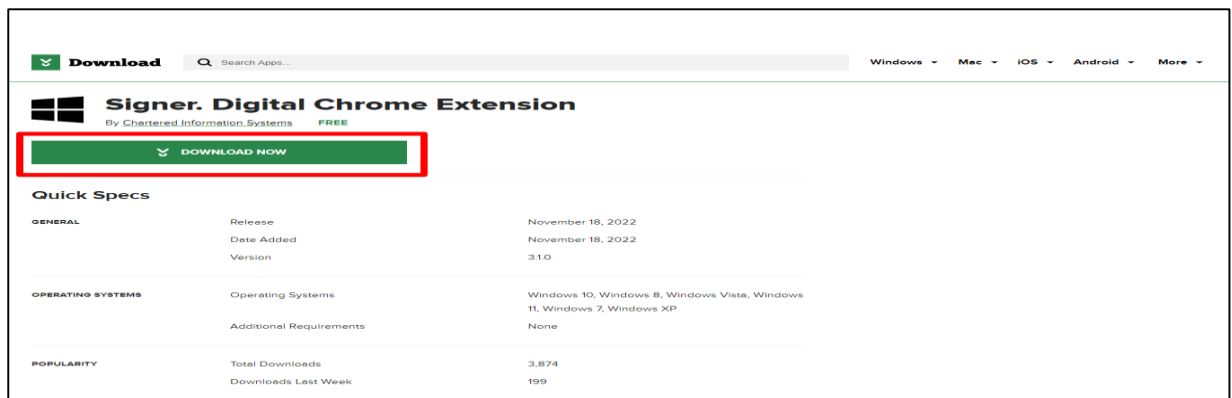 Download Search Apps... Windows Mac iOS Android More
Signer. Digital Chrome Extension
By Chartered Information Systems FREE
DOWNLOAD NOW
Quick Specs
GENERAL Release November 18, 2022
Date Added November 18, 2022
Version 3.1.0
OPERATING SYSTEMS Operating Systems Windows 10, Windows 8, Windows Vista, Windows
11, Windows 7, Windows XP
Additional Requirements None
POPULARITY Total Downloads 3,874
Downloads Last Week 199